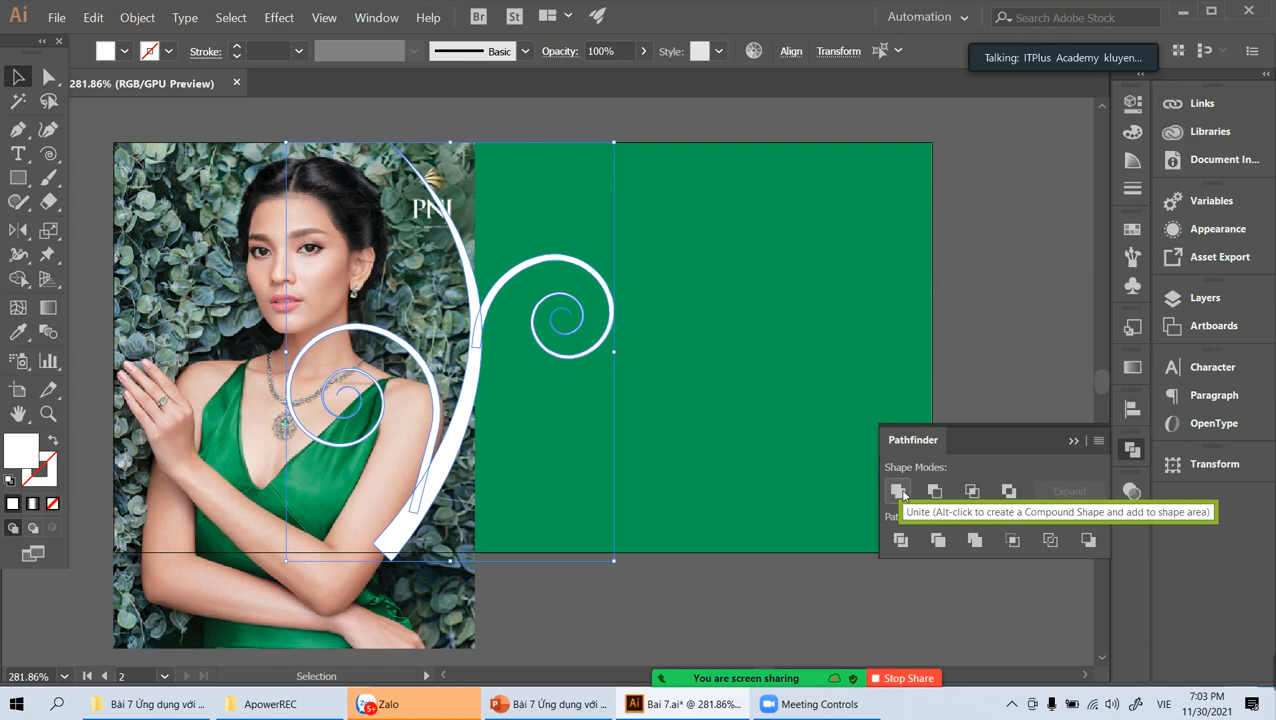 Ai File Edit Object Type Select Effect View Window Help Br St Automation Search Adobe Stock
Stroke: Basic Opacity: 100% Style: Align Transform
Talking: ITPlus Academy kluyen...
281.86% (RGB/GPU Preview)
Links
Libraries
Document In...
Variables
Appearance
Asset Export
Layers
Artboards
Character
Paragraph
OpenType
Transform
Pathfinder
Shape Modes:
Expand
Unite (Alt-click to create a Compound Shape and add to shape area)
Pat
281.86% 2 Selection
You are screen sharing Stop Share
Bài 7 Ứng dụng với ... ApowerREC Zalo 5+ Bài 7 Ứng dụng với ... Ai Bai 7.ai* @ 281.86%... Meeting Controls VIE
7:03 PM
11/30/2021